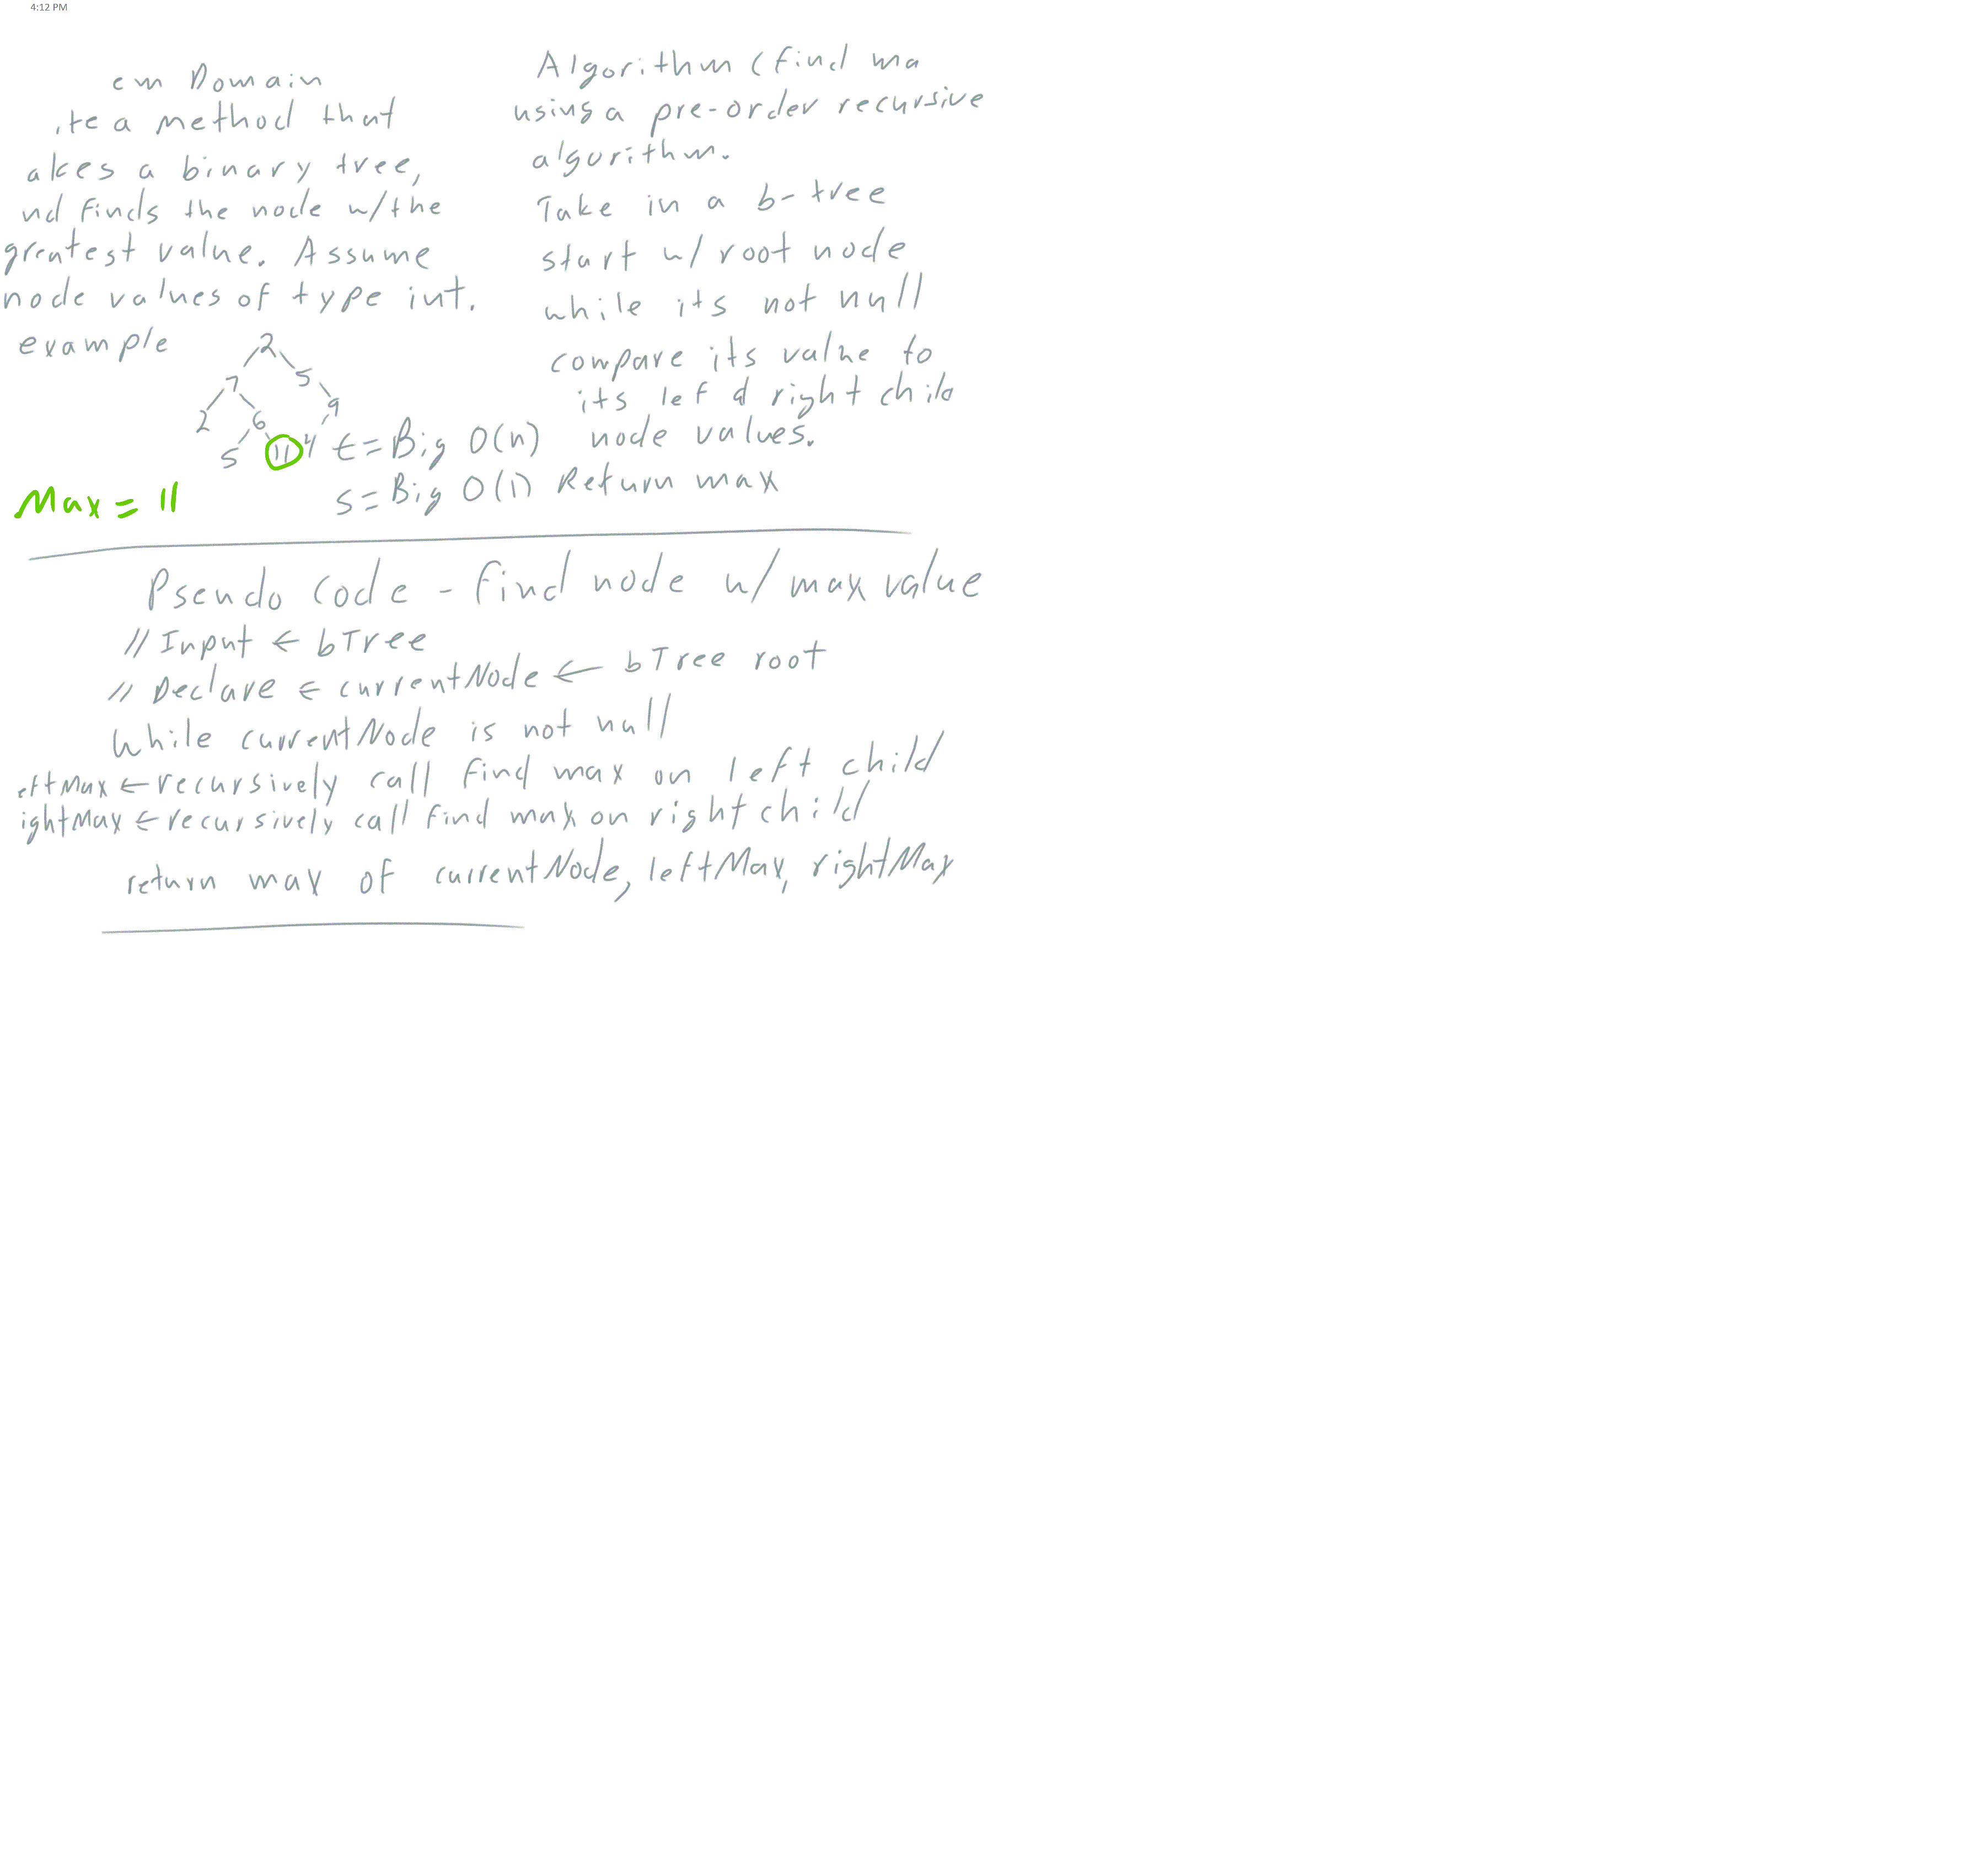 4:12 PM
em Domain
ite a method that
akes a binary tree,
nd finds the node w/the
greatest value. Assume
node values of type int.
example
2
7 5
2 6 9
5 11 4
Max = 11
t = Big O(n)
s = Big O(1)
Algorithm (find ma
using a pre-order recursive
algorithm.
Take in a b-tree
start w/ root node
while its not null
compare its value to
its lef d right child
node values.
Return max
Pseudo Code - find node w/ max value
// Input ← bTree
// Declare ← currentNode ← bTree root
While currentNode is not null
eftMax ← recursively call find max on left child
ightMax ← recursively call find max on right child
return max of currentNode, leftMax, rightMax